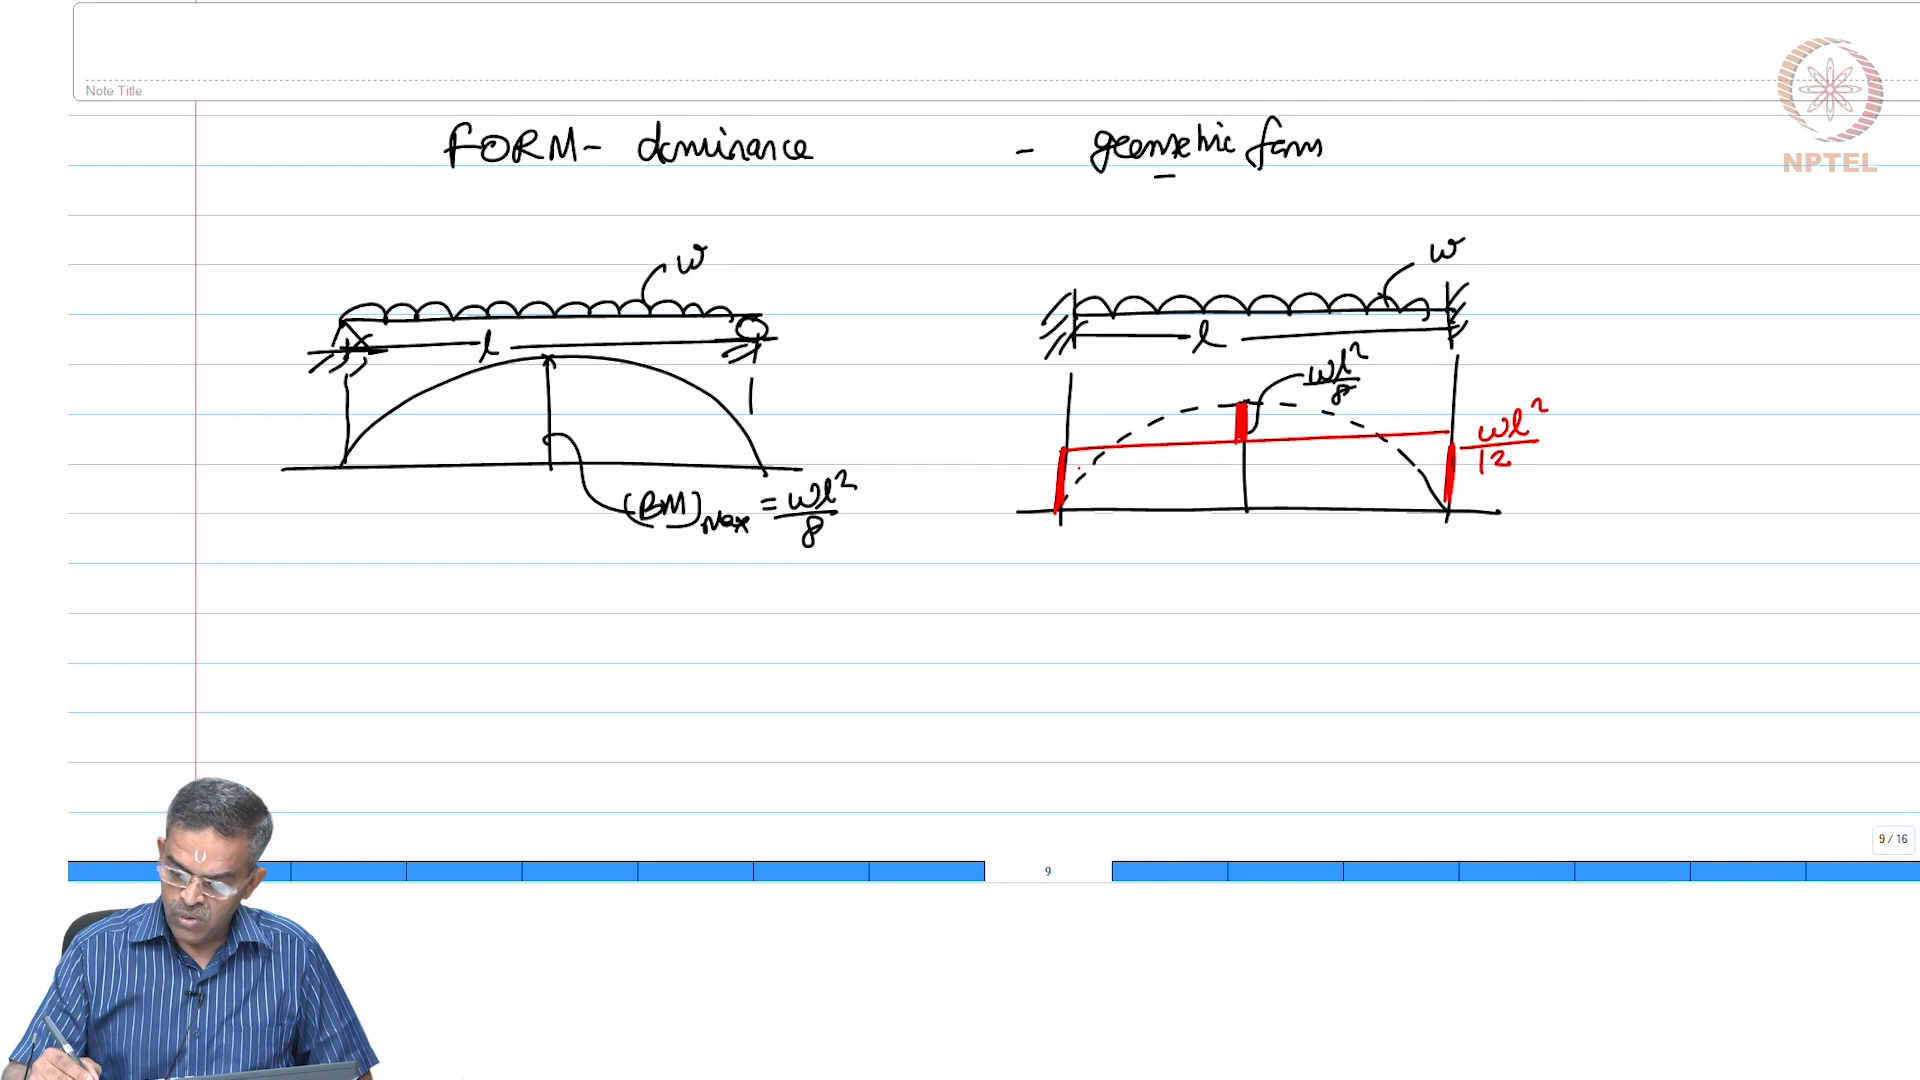 Note Title
NPTEL
FORM- dominance - geometric form
w
w
l
l
wl²/8
wl²/12
(BM)Max = wl²/8
9 / 16
9